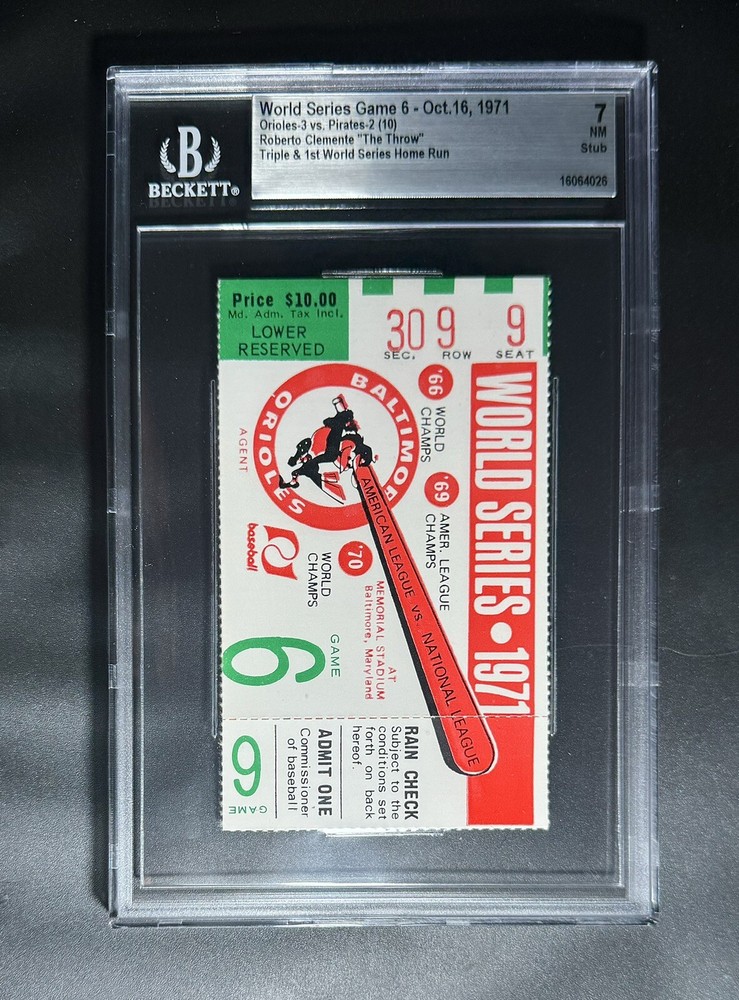 World Series Game 6 - Oct.16, 1971
Orioles-3 vs. Pirates-2 (10)
Roberto Clemente "The Throw"
Triple & 1st World Series Home Run
7
NM
Stub
16064026
B
BECKETT®
Price $10.00
Md. Adm. Tax Incl.
LOWER
RESERVED
30 9 9
SEC. ROW SEAT
WORLD SERIES • 1971
'66
WORLD
CHAMPS
'69
AMER. LEAGUE
CHAMPS
'70
WORLD
CHAMPS
BALTIMOR
ORIOLES
AMERICAN LEAGUE vs. NATIONAL LEAGUE
AGENT
baseball
AT
MEMORIAL STADIUM
Baltimore, Maryland
GAME
6
RAIN CHECK
Subject to the
conditions set
forth on back
hereof.
ADMIT ONE
Commissioner
of baseball
GAME
6